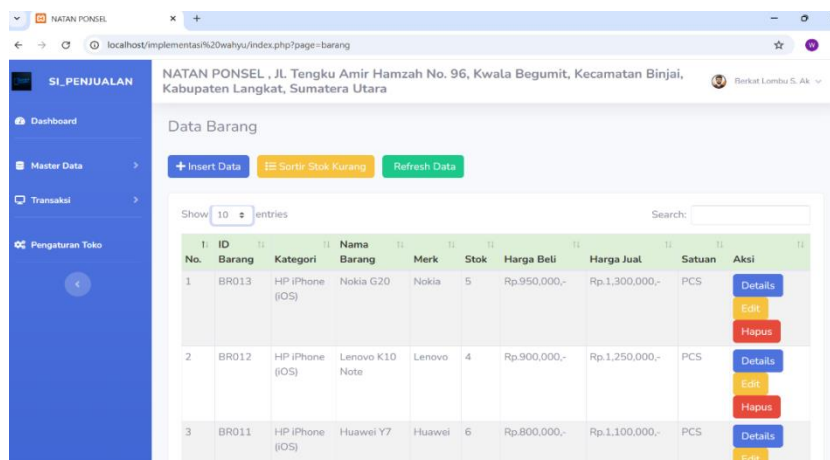 NATAN PONSEL
localhost/implementasi%20wahyu/index.php?page=barang
W
SI_PENJUALAN
NATAN PONSEL , Jl. Tengku Amir Hamzah No. 96, Kwala Begumit, Kecamatan Binjai,
Kabupaten Langkat, Sumatera Utara
Berkat Lombu S. Ak
Dashboard
Master Data
Transaksi
Pengaturan Toko
Data Barang
+ Insert Data Sortir Stok Kurang Refresh Data
Show 10 entries Search:
No. ID Barang Kategori Nama Barang Merk Stok Harga Beli Harga Jual Satuan Aksi
1 BR013 HP iPhone (iOS) Nokia G20 Nokia 5 Rp.950,000,- Rp.1,300,000,- PCS Details
Edit
Hapus
2 BR012 HP iPhone (iOS) Lenovo K10 Note Lenovo 4 Rp.900,000,- Rp.1,250,000,- PCS Details
Edit
Hapus
3 BR011 HP iPhone (iOS) Huawei Y7 Huawei 6 Rp.800,000,- Rp.1,100,000,- PCS Details
Edit